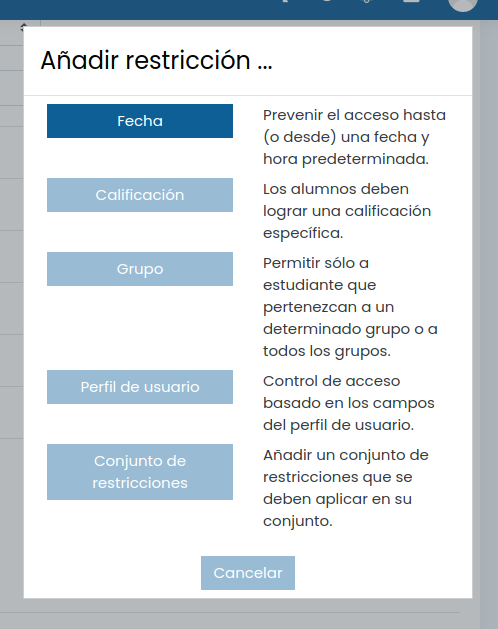 Añadir restricción ...
Fecha
Prevenir el acceso hasta
(o desde) una fecha y
hora predeterminada.
Calificación
Los alumnos deben
lograr una calificación
específica.
Grupo
Permitir sólo a
estudiante que
pertenezcan a un
determinado grupo o a
todos los grupos.
Perfil de usuario
Control de acceso
basado en los campos
del perfil de usuario.
Conjunto de
restricciones
Añadir un conjunto de
restricciones que se
deben aplicar en su
conjunto.
Cancelar